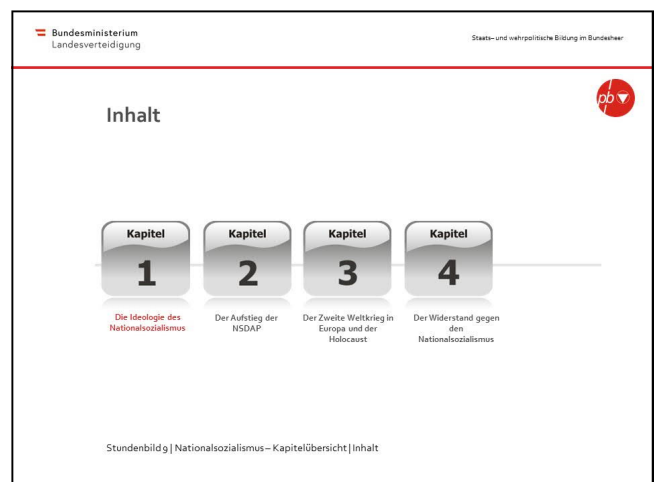 Bundesministerium
Landesverteidigung
Staats– und wehrpolitische Bildung im Bundesheer
pb
Inhalt
Kapitel
1
Kapitel
2
Kapitel
3
Kapitel
4
Die Ideologie des
Nationalsozialismus
Der Aufstieg der
NSDAP
Der Zweite Weltkrieg in
Europa und der
Holocaust
Der Widerstand gegen
den
Nationalsozialismus
Stundenbild 9 | Nationalsozialismus – Kapitelübersicht | Inhalt